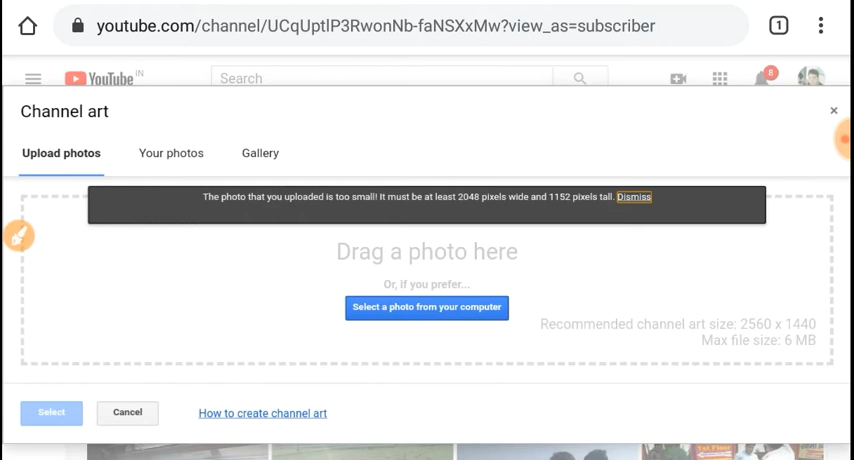 youtube.com/channel/UCqUptlP3RwonNb-faNSXxMw?view_as=subscriber 1
YouTube IN Search 8
Channel art ×
Upload photos Your photos Gallery
The photo that you uploaded is too small! It must be at least 2048 pixels wide and 1152 pixels tall. Dismiss
Drag a photo here
Or, if you prefer...
Select a photo from your computer
Recommended channel art size: 2560 x 1440
Max file size: 6 MB
Select Cancel How to create channel art
First Floor